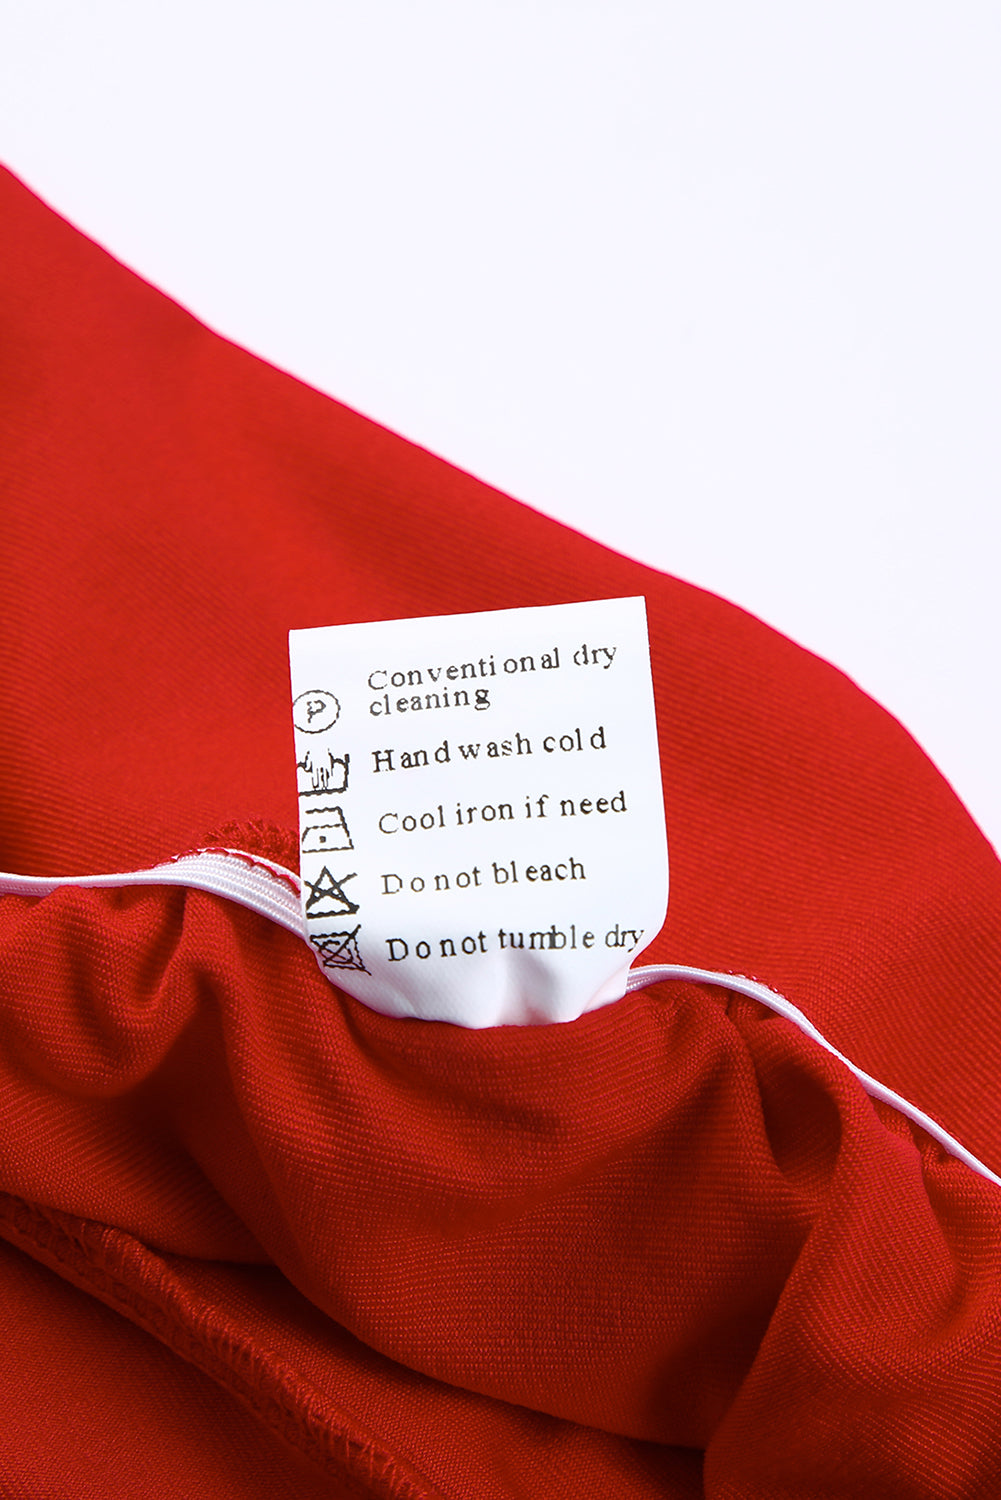 Conventional dry
cleaning
P
Hand wash cold
Cool iron if need
Do not bleach
Do not tumble dry